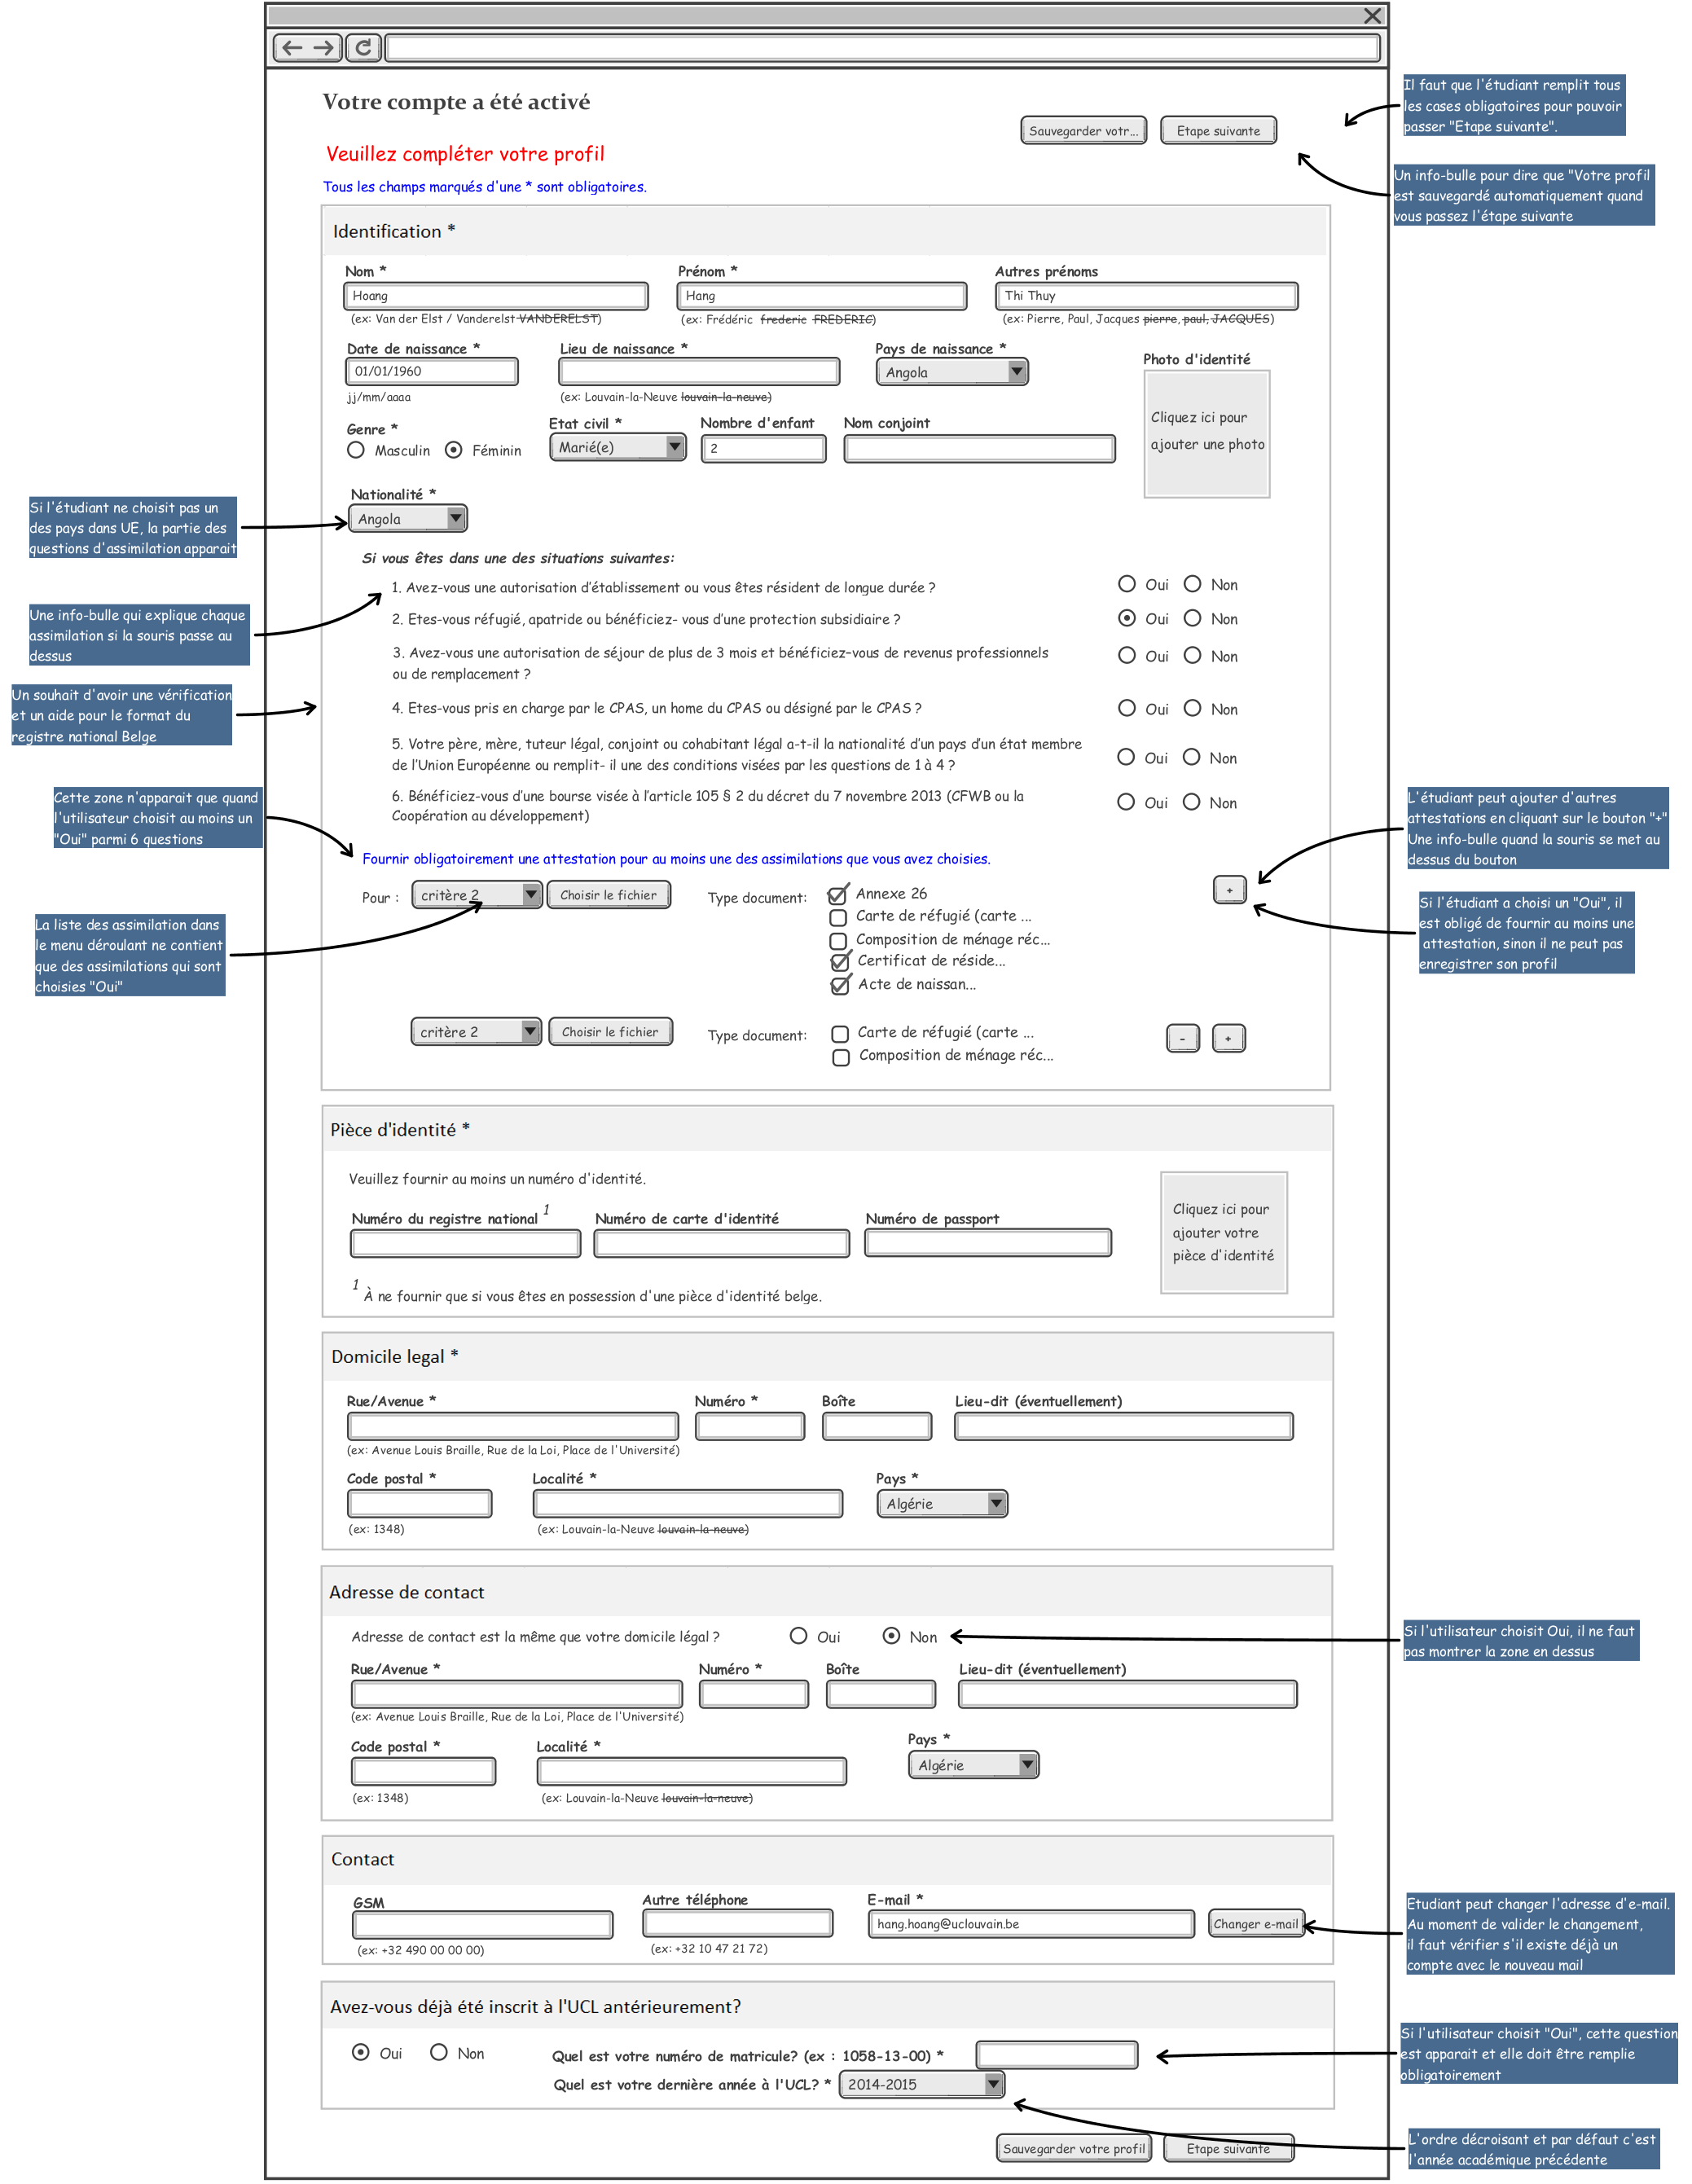 Votre compte a été activé
Sauvegarder votr...
Etape suivante
Il faut que l'étudiant remplit tous
les cases obligatoires pour pouvoir
passer "Etape suivante".
Veuillez compléter votre profil
Tous les champs marqués d'une * sont obligatoires.
Un info-bulle pour dire que "Votre profil
est sauvegardé automatiquement quand
vous passez l'étape suivante
Identification *
Nom *
Prénom *
Autres prénoms
Hoang
Hang
Thi Thuy
(ex: Van der Elst / Vanderelst VANDERELST)
(ex: Frédéric frederic FREDERIC)
(ex: Pierre, Paul, Jacques pierre, paul, JACQUES)
Date de naissance *
Lieu de naissance *
Pays de naissance *
Photo d'identité
01/01/1960
Angola
jj/mm/aaaa
(ex: Louvain-la-Neuve louvain-la-neuve)
Cliquez ici pour
ajouter une photo
Genre *
Etat civil *
Nombre d'enfant
Nom conjoint
Masculin
Féminin
Marié(e)
2
Nationalité *
Angola
Si l'étudiant ne choisit pas un
des pays dans UE, la partie des
questions d'assimilation apparait
Si vous êtes dans une des situations suivantes:
1. Avez-vous une autorisation d'établissement ou vous êtes résident de longue durée ?
Oui Non
Une info-bulle qui explique chaque
assimilation si la souris passe au
dessus
2. Etes-vous réfugié, apatride ou bénéficiez- vous d'une protection subsidiaire ?
Oui Non
3. Avez-vous une autorisation de séjour de plus de 3 mois et bénéficiez-vous de revenus professionnels
ou de remplacement ?
Oui Non
Un souhait d'avoir une vérification
et un aide pour le format du
registre national Belge
4. Etes-vous pris en charge par le CPAS, un home du CPAS ou désigné par le CPAS ?
Oui Non
5. Votre père, mère, tuteur légal, conjoint ou cohabitant légal a-t-il la nationalité d'un pays d'un état membre
de l'Union Européenne ou remplit- il une des conditions visées par les questions de 1 à 4 ?
Oui Non
6. Bénéficiez-vous d'une bourse visée à l'article 105 § 2 du décret du 7 novembre 2013 (CFWB ou la
Coopération au développement)
Oui Non
Cette zone n'apparait que quand
l'utilisateur choisit au moins un
"Oui" parmi 6 questions
L'étudiant peut ajouter d'autres
attestations en cliquant sur le bouton "+"
Une info-bulle quand la souris se met au
dessus du bouton
Fournir obligatoirement une attestation pour au moins une des assimilations que vous avez choisies.
Pour :
critère 2
Choisir le fichier
Type document:
Annexe 26
Carte de réfugié (carte ...
Composition de ménage réc...
Certificat de réside...
Acte de naissan...
+
Si l'étudiant a choisi un "Oui", il
est obligé de fournir au moins une
attestation, sinon il ne peut pas
enregistrer son profil
La liste des assimilation dans
le menu déroulant ne contient
que des assimilations qui sont
choisies "Oui"
critère 2
Choisir le fichier
Type document:
Carte de réfugié (carte ...
Composition de ménage réc...
-
+
Pièce d'identité *
Veuillez fournir au moins un numéro d'identité.
Numéro du registre national 1
Numéro de carte d'identité
Numéro de passport
Cliquez ici pour
ajouter votre
pièce d'identité
1 À ne fournir que si vous êtes en possession d'une pièce d'identité belge.
Domicile legal *
Rue/Avenue *
Numéro *
Boîte
Lieu-dit (éventuellement)
(ex: Avenue Louis Braille, Rue de la Loi, Place de l'Université)
Code postal *
Localité *
Pays *
Algérie
(ex: 1348)
(ex: Louvain-la-Neuve louvain-la-neuve)
Adresse de contact
Adresse de contact est la même que votre domicile légal ?
Oui
Non
Si l'utilisateur choisit Oui, il ne faut
pas montrer la zone en dessus
Rue/Avenue *
Numéro *
Boîte
Lieu-dit (éventuellement)
(ex: Avenue Louis Braille, Rue de la Loi, Place de l'Université)
Code postal *
Localité *
Pays *
Algérie
(ex: 1348)
(ex: Louvain-la-Neuve louvain-la-neuve)
Contact
GSM
Autre téléphone
E-mail *
hang.hoang@uclouvain.be
Changer e-mail
(ex: +32 490 00 00 00)
(ex: +32 10 47 21 72)
Etudiant peut changer l'adresse d'e-mail.
Au moment de valider le changement,
il faut vérifier s'il existe déjà un
compte avec le nouveau mail
Avez-vous déjà été inscrit à l'UCL antérieurement?
Oui
Non
Quel est votre numéro de matricule? (ex : 1058-13-00) *
Quel est votre dernière année à l'UCL? *
2014-2015
Si l'utilisateur choisit "Oui", cette question
est apparait et elle doit être remplie
obligatoirement
Sauvegarder votre profil
Etape suivante
L'ordre décroisant et par défaut c'est
l'année académique précédente